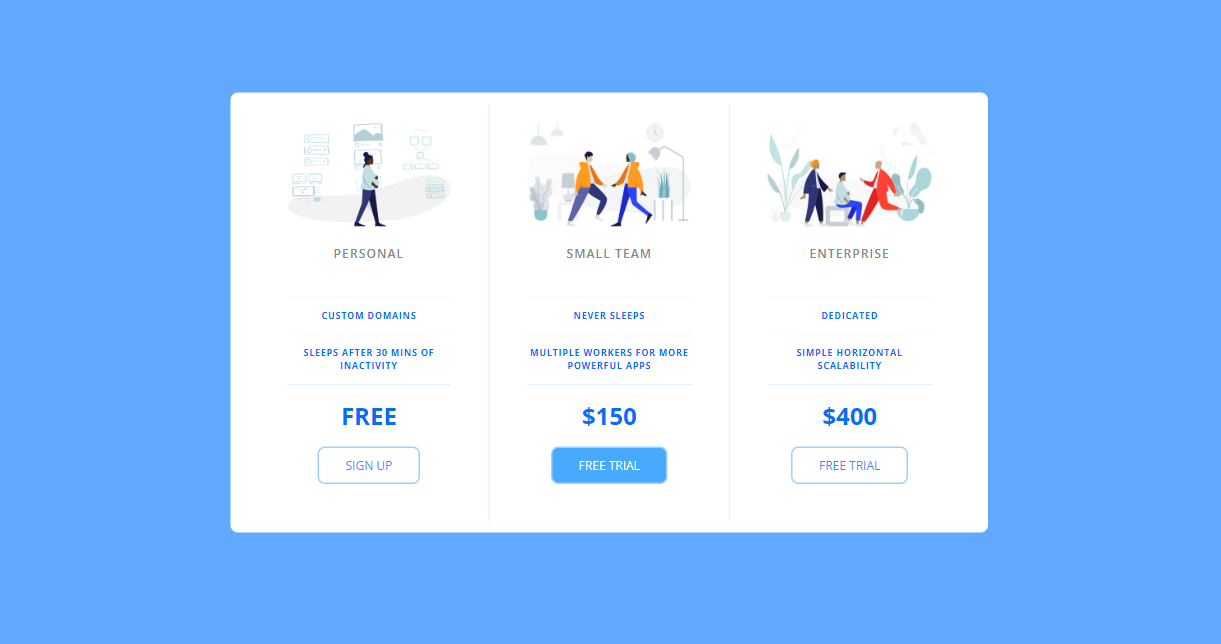 PERSONAL
CUSTOM DOMAINS
SLEEPS AFTER 30 MINS OF
INACTIVITY
FREE
SIGN UP
SMALL TEAM
NEVER SLEEPS
MULTIPLE WORKERS FOR MORE
POWERFUL APPS
$150
FREE TRIAL
ENTERPRISE
DEDICATED
SIMPLE HORIZONTAL
SCALABILITY
$400
FREE TRIAL